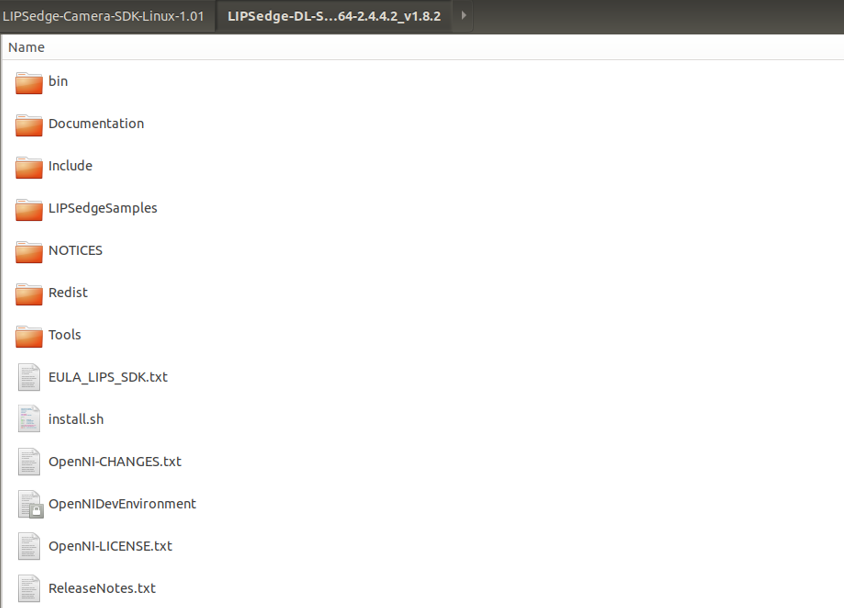 LIPSedge-Camera-SDK-Linux-1.01 LIPSedge-DL-S...64-2.4.4.2_v1.8.2
Name
bin
Documentation
Include
LIPSedgeSamples
NOTICES
Redist
Tools
EULA_LIPS_SDK.txt
install.sh
OpenNI-CHANGES.txt
OpenNIDevEnvironment
OpenNI-LICENSE.txt
ReleaseNotes.txt